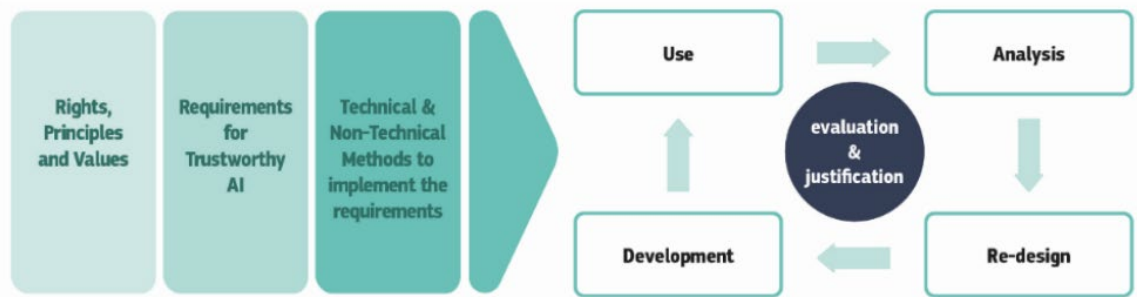 Rights,
Principles
and Values
Requirements
for
Trustworthy
AI
Technical &
Non-Technical
Methods to
implement the
requirements
Use
Analysis
evaluation
&
justification
Development
Re-design